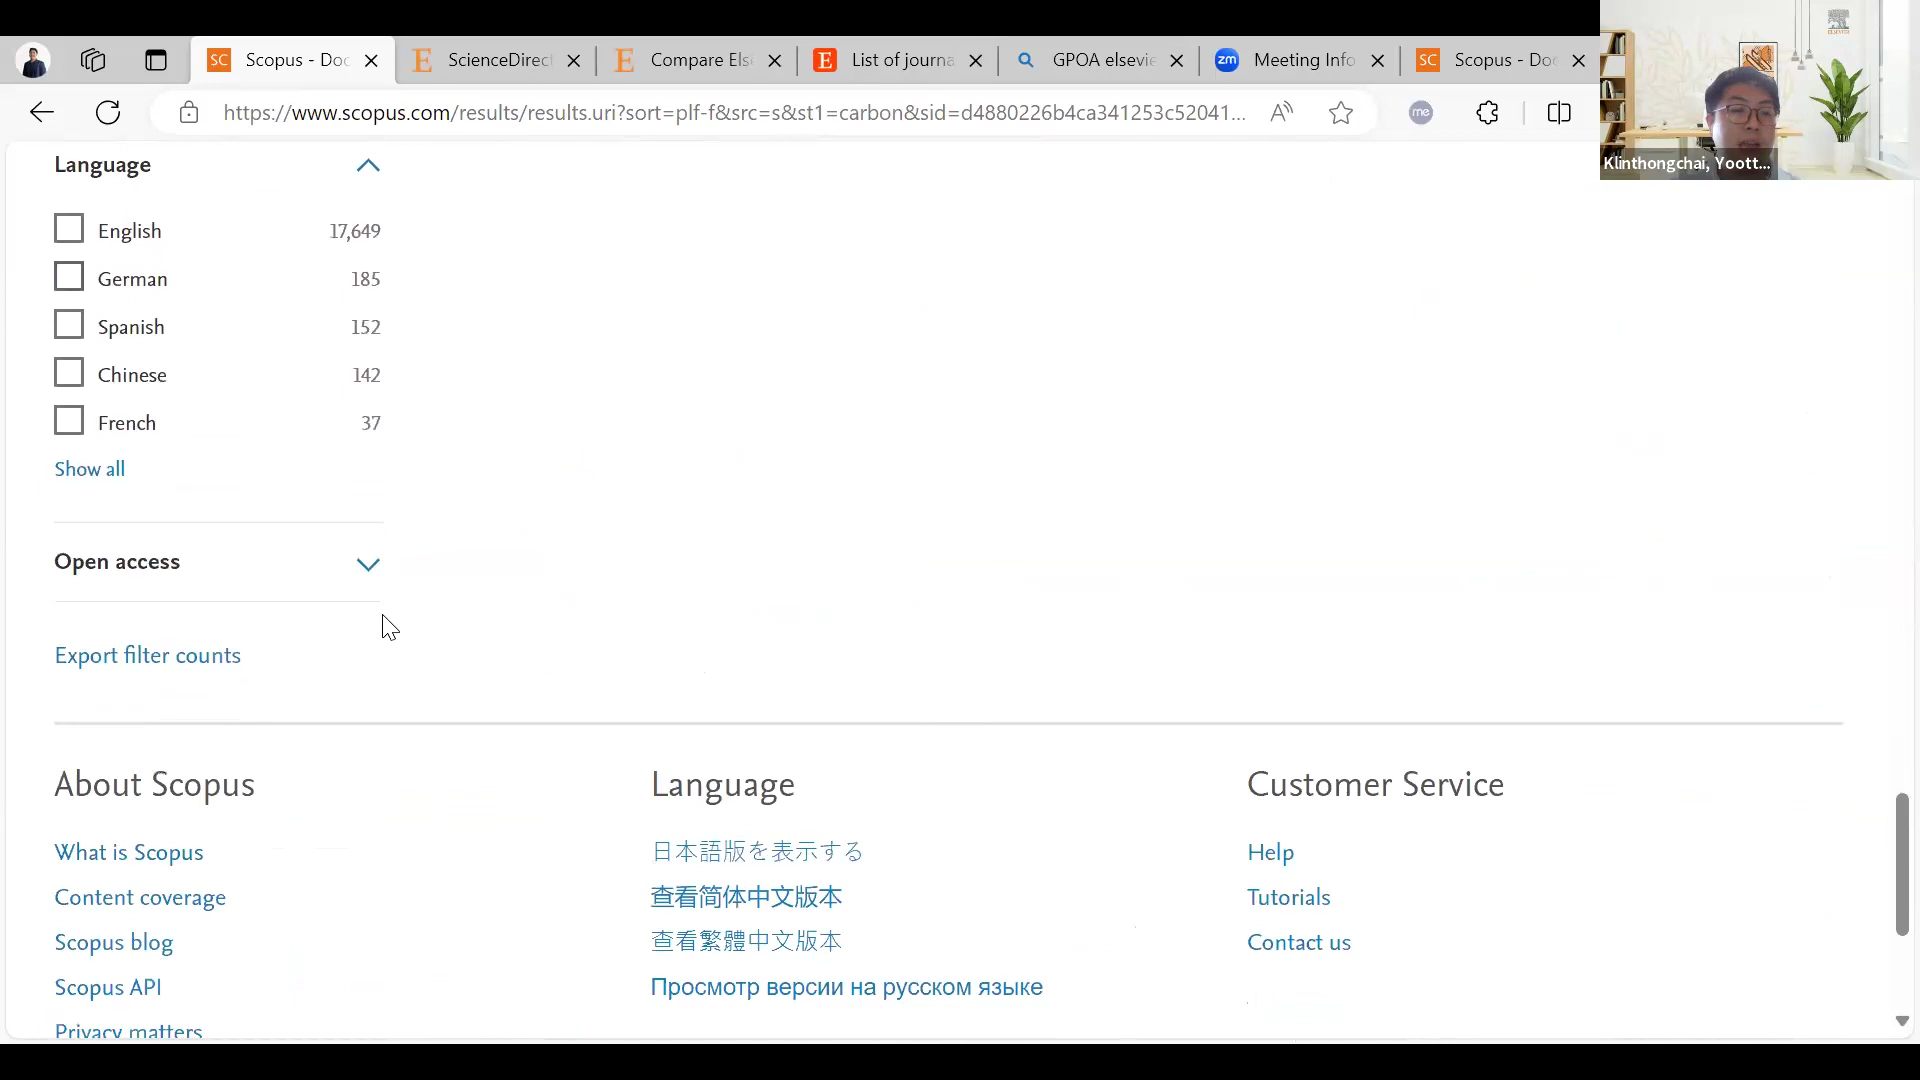 SC Scopus - Doc
E ScienceDirect
E Compare Els
E List of journa
GPOA elsevie
zm Meeting Info
SC Scopus - Doc
https://www.scopus.com/results/results.uri?sort=plf-f&src=s&st1=carbon&sid=d4880226b4ca341253c52041...
me
Klinthongchai, Yoott...
Language
English 17,649
German 185
Spanish 152
Chinese 142
French 37
Show all
Open access
Export filter counts
About Scopus
What is Scopus
Content coverage
Scopus blog
Scopus API
Privacy matters
Language
日本語版を表示する
查看简体中文版本
查看繁體中文版本
Просмотр версии на русском языке
Customer Service
Help
Tutorials
Contact us